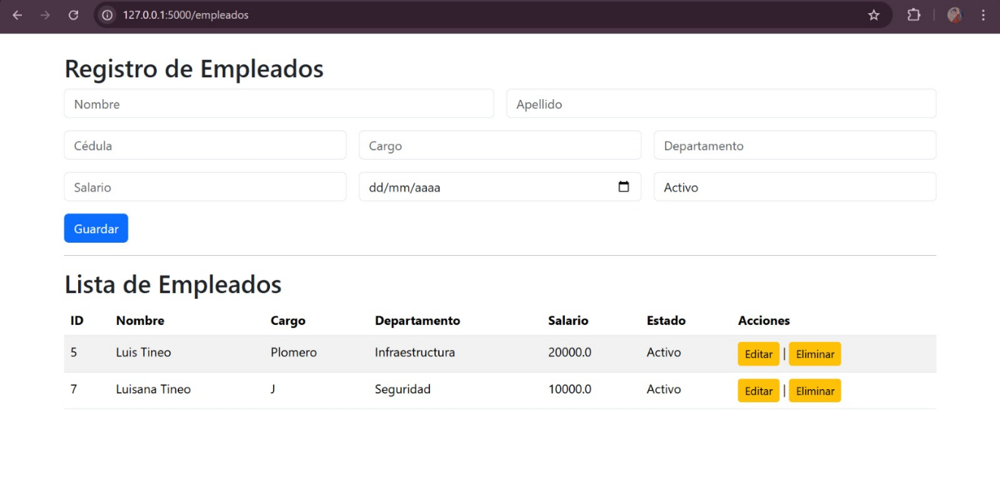 127.0.0.1:5000/empleados
Registro de Empleados
Nombre Apellido
Cédula Cargo Departamento
Salario dd/mm/aaaa Activo
Guardar
Lista de Empleados
ID Nombre Cargo Departamento Salario Estado Acciones
5 Luis Tineo Plomero Infraestructura 20000.0 Activo Editar | Eliminar
7 Luisana Tineo J Seguridad 10000.0 Activo Editar | Eliminar